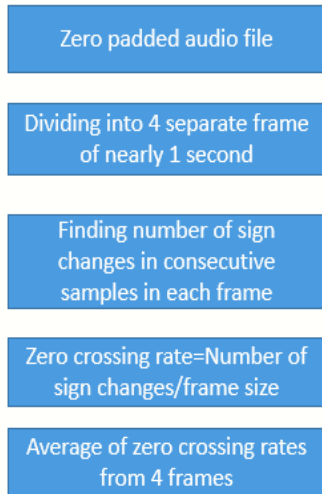 Zero padded audio file
Dividing into 4 separate frame
of nearly 1 second
Finding number of sign
changes in consecutive
samples in each frame
Zero crossing rate=Number of
sign changes/frame size
Average of zero crossing rates
from 4 frames